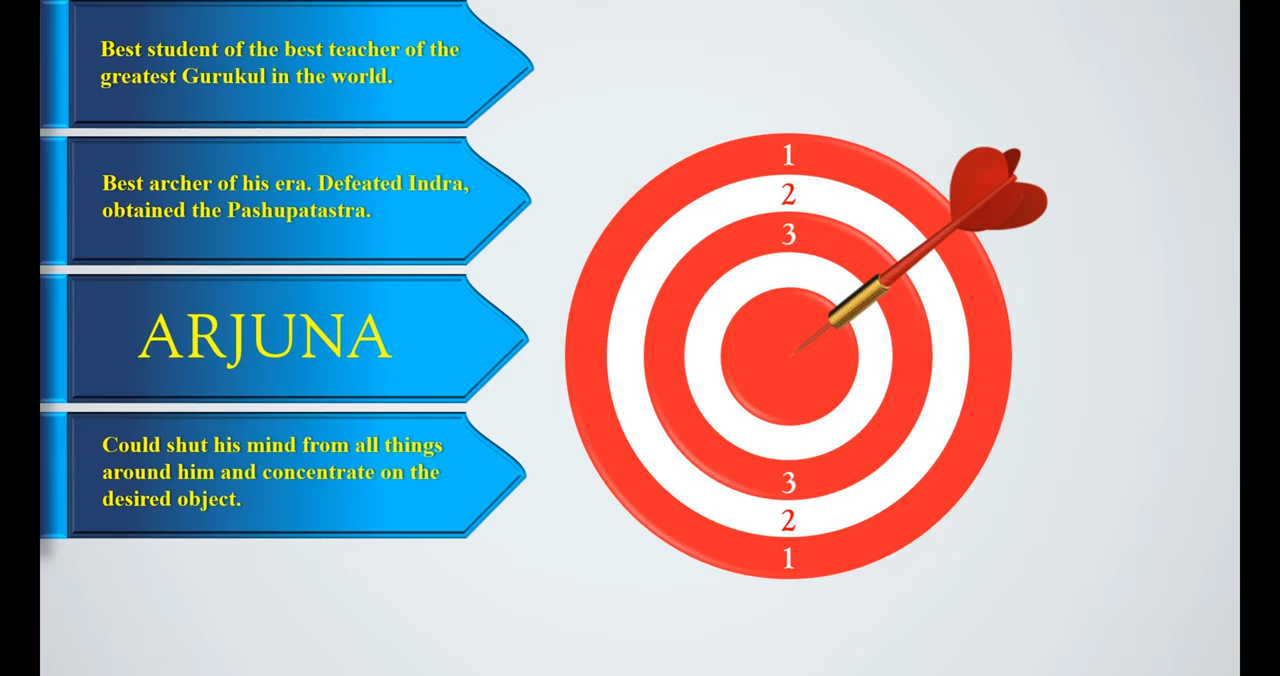 Best student of the best teacher of the
greatest Gurukul in the world.
Best archer of his era. Defeated Indra,
obtained the Pashupatastra.
ARJUNA
Could shut his mind from all things
around him and concentrate on the
desired object.
1
2
3
3
2
1